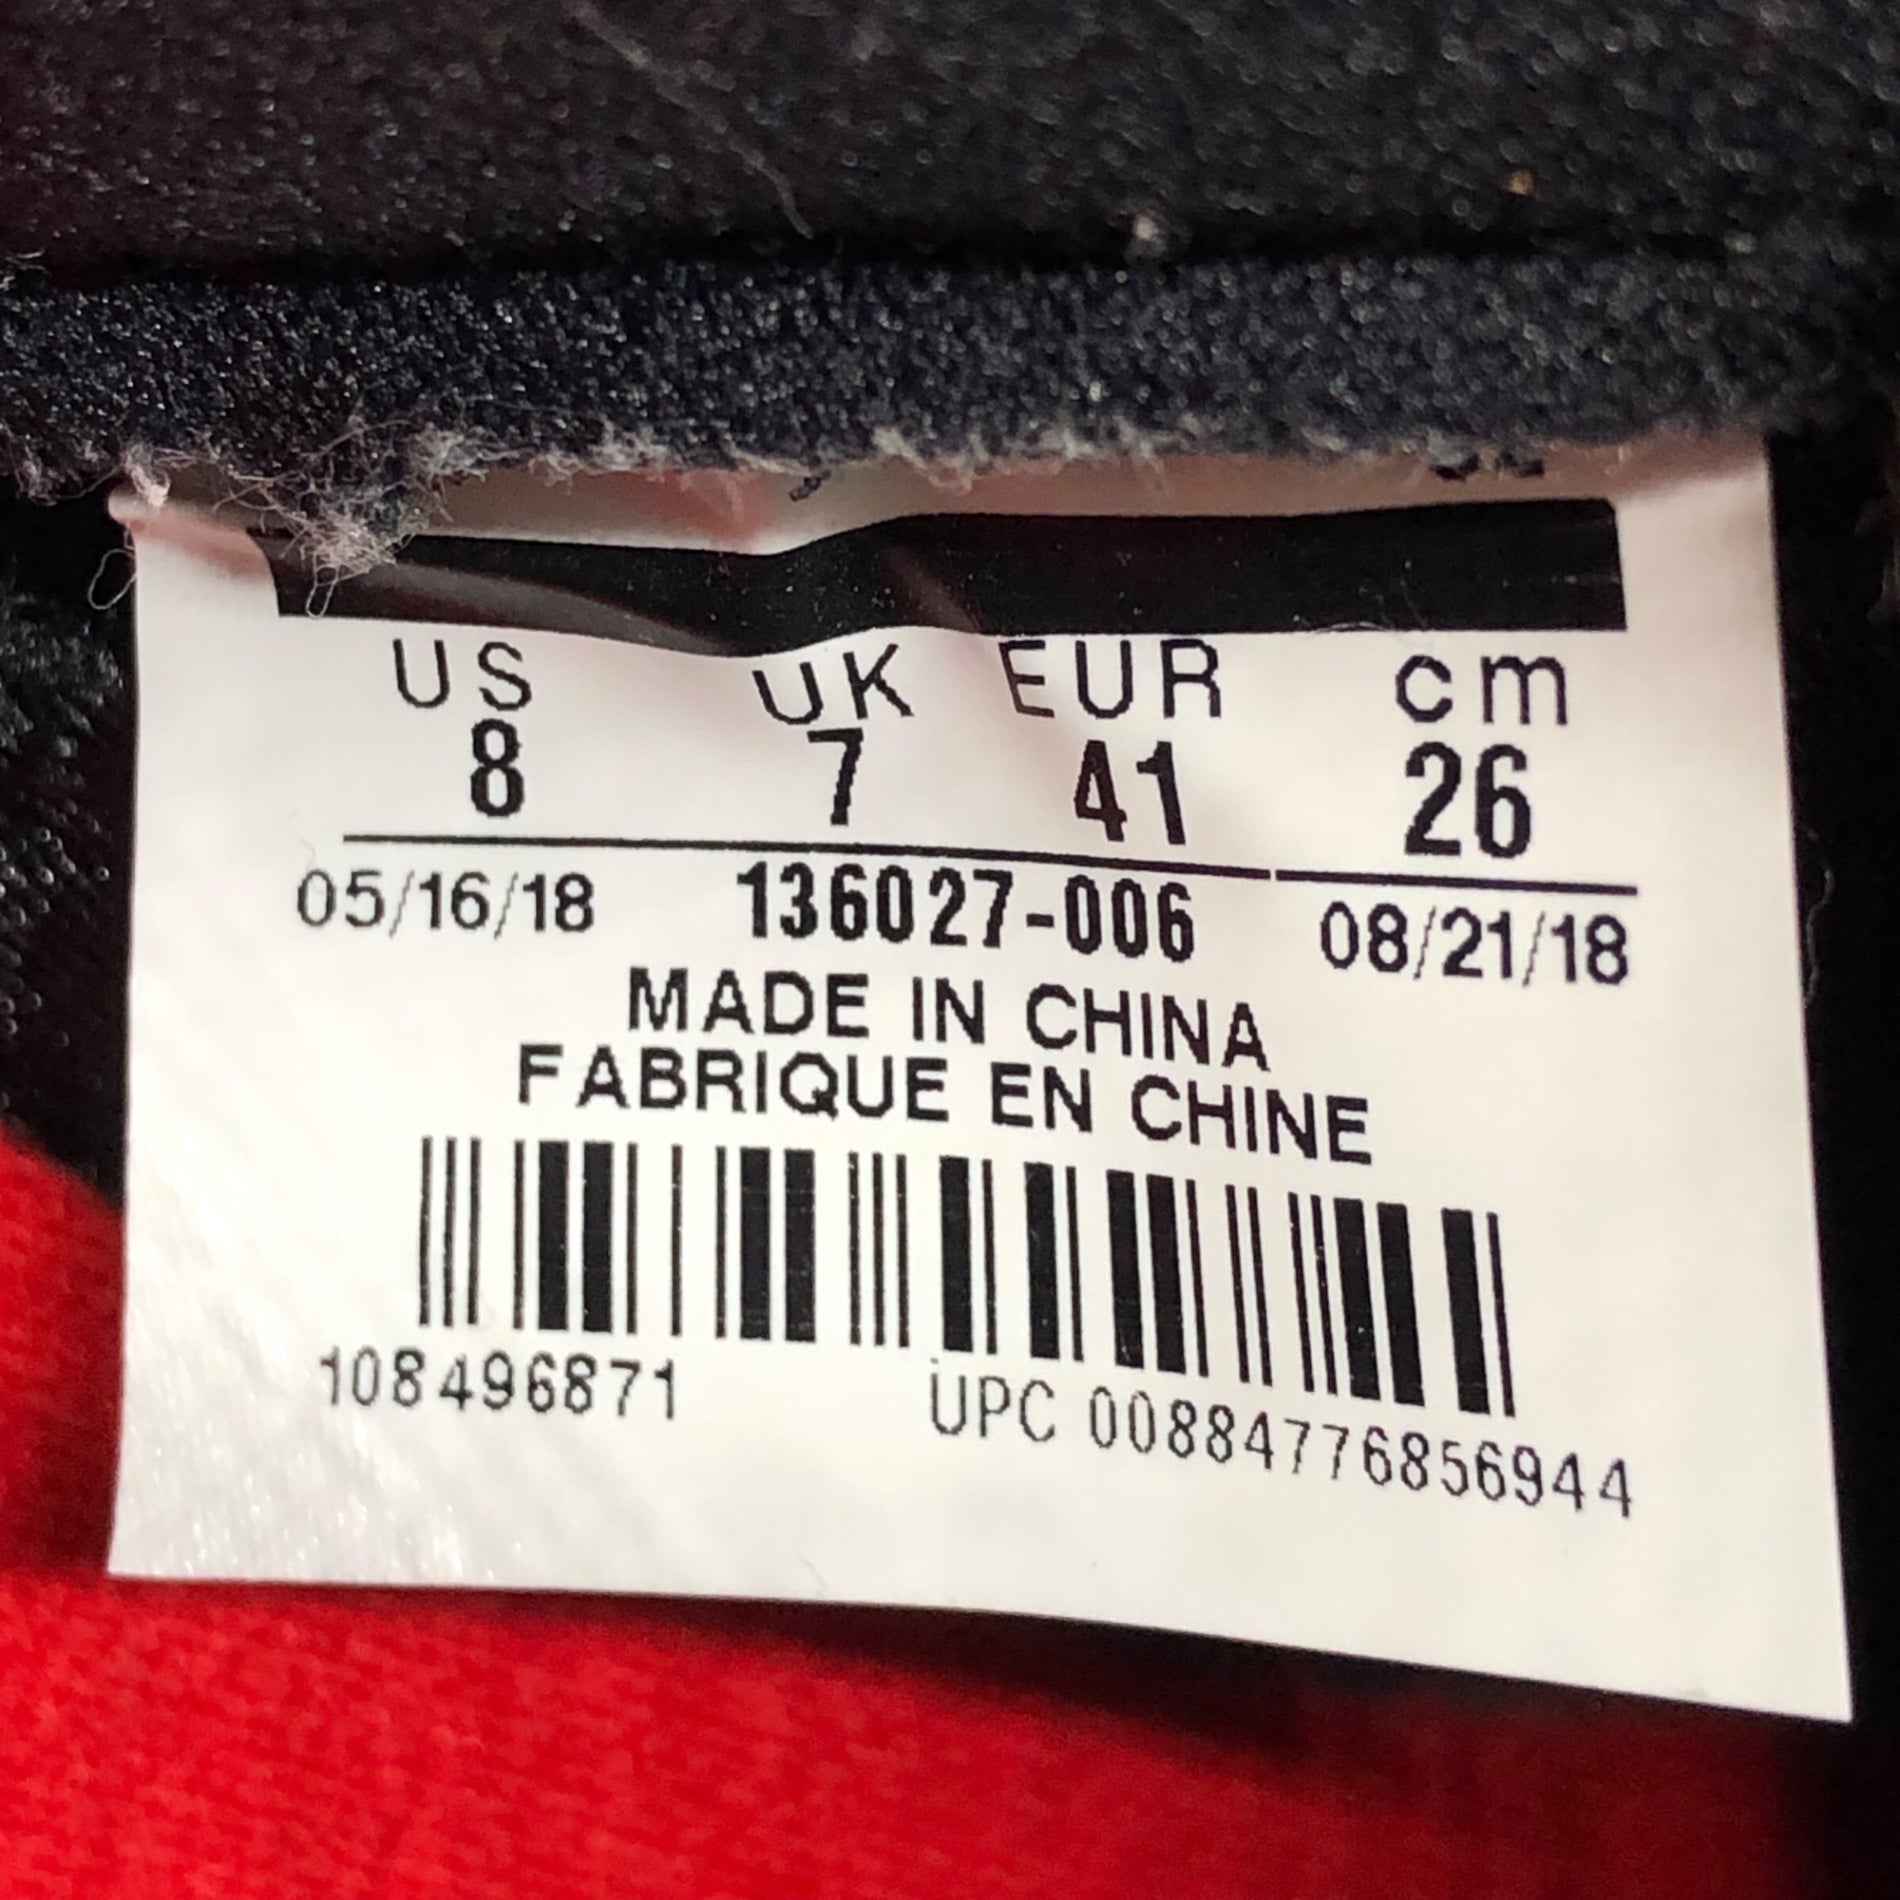 US UK EUR cm
8 7 41 26
05/16/18 136027-006 08/21/18
MADE IN CHINA
FABRIQUE EN CHINE
108496871 UPC 00884776856944